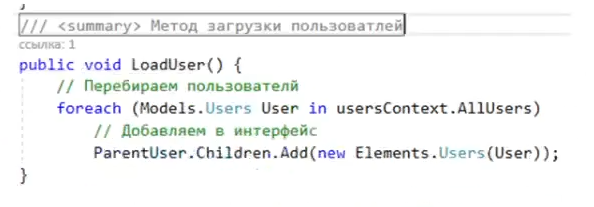 }
/// <summary> Метод загрузки пользоватлей
ссылка: 1
public void LoadUser() {
// Перебираем пользователй
foreach (Models.Users User in usersContext.AllUsers)
// Добавляем в интерфейс
ParentUser.Children.Add(new Elements.Users(User));
}